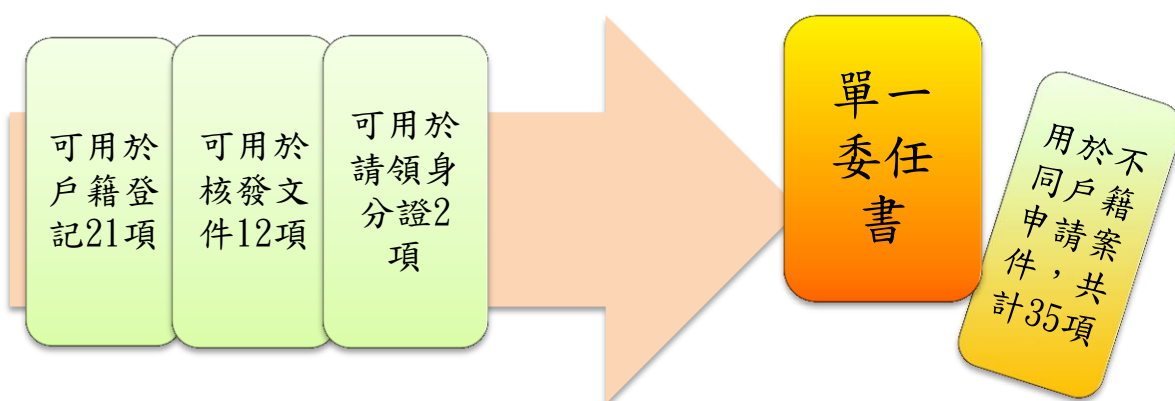 可用於
戶籍登
記21項
可用於
核發文
件12項
可用於
請領身
分證2
項
單一
委任
書
用於不
同戶籍
申請案
件，共
計35項